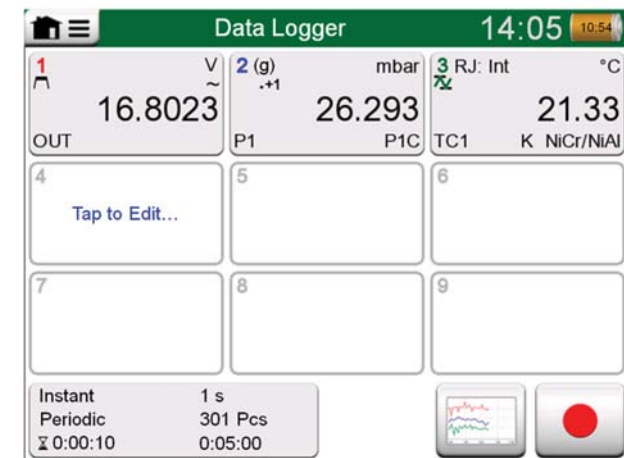 Data Logger 14:05 10:54
1 V 2 (g) mbar 3 RJ: Int °C
~ .+1
16.8023 26.293 21.33
OUT P1 P1C TC1 K NiCr/NiAl
4 5 6
Tap to Edit...
7 8 9
Instant 1 s
Periodic 301 Pcs
0:00:10 0:05:00